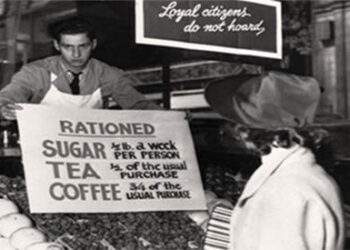 Loyal citizens
do not hoard.
RATIONED
SUGAR ½ lb. a week PER PERSON
TEA ½ of the usual PURCHASE
COFFEE ¾ of the USUAL PURCHASE